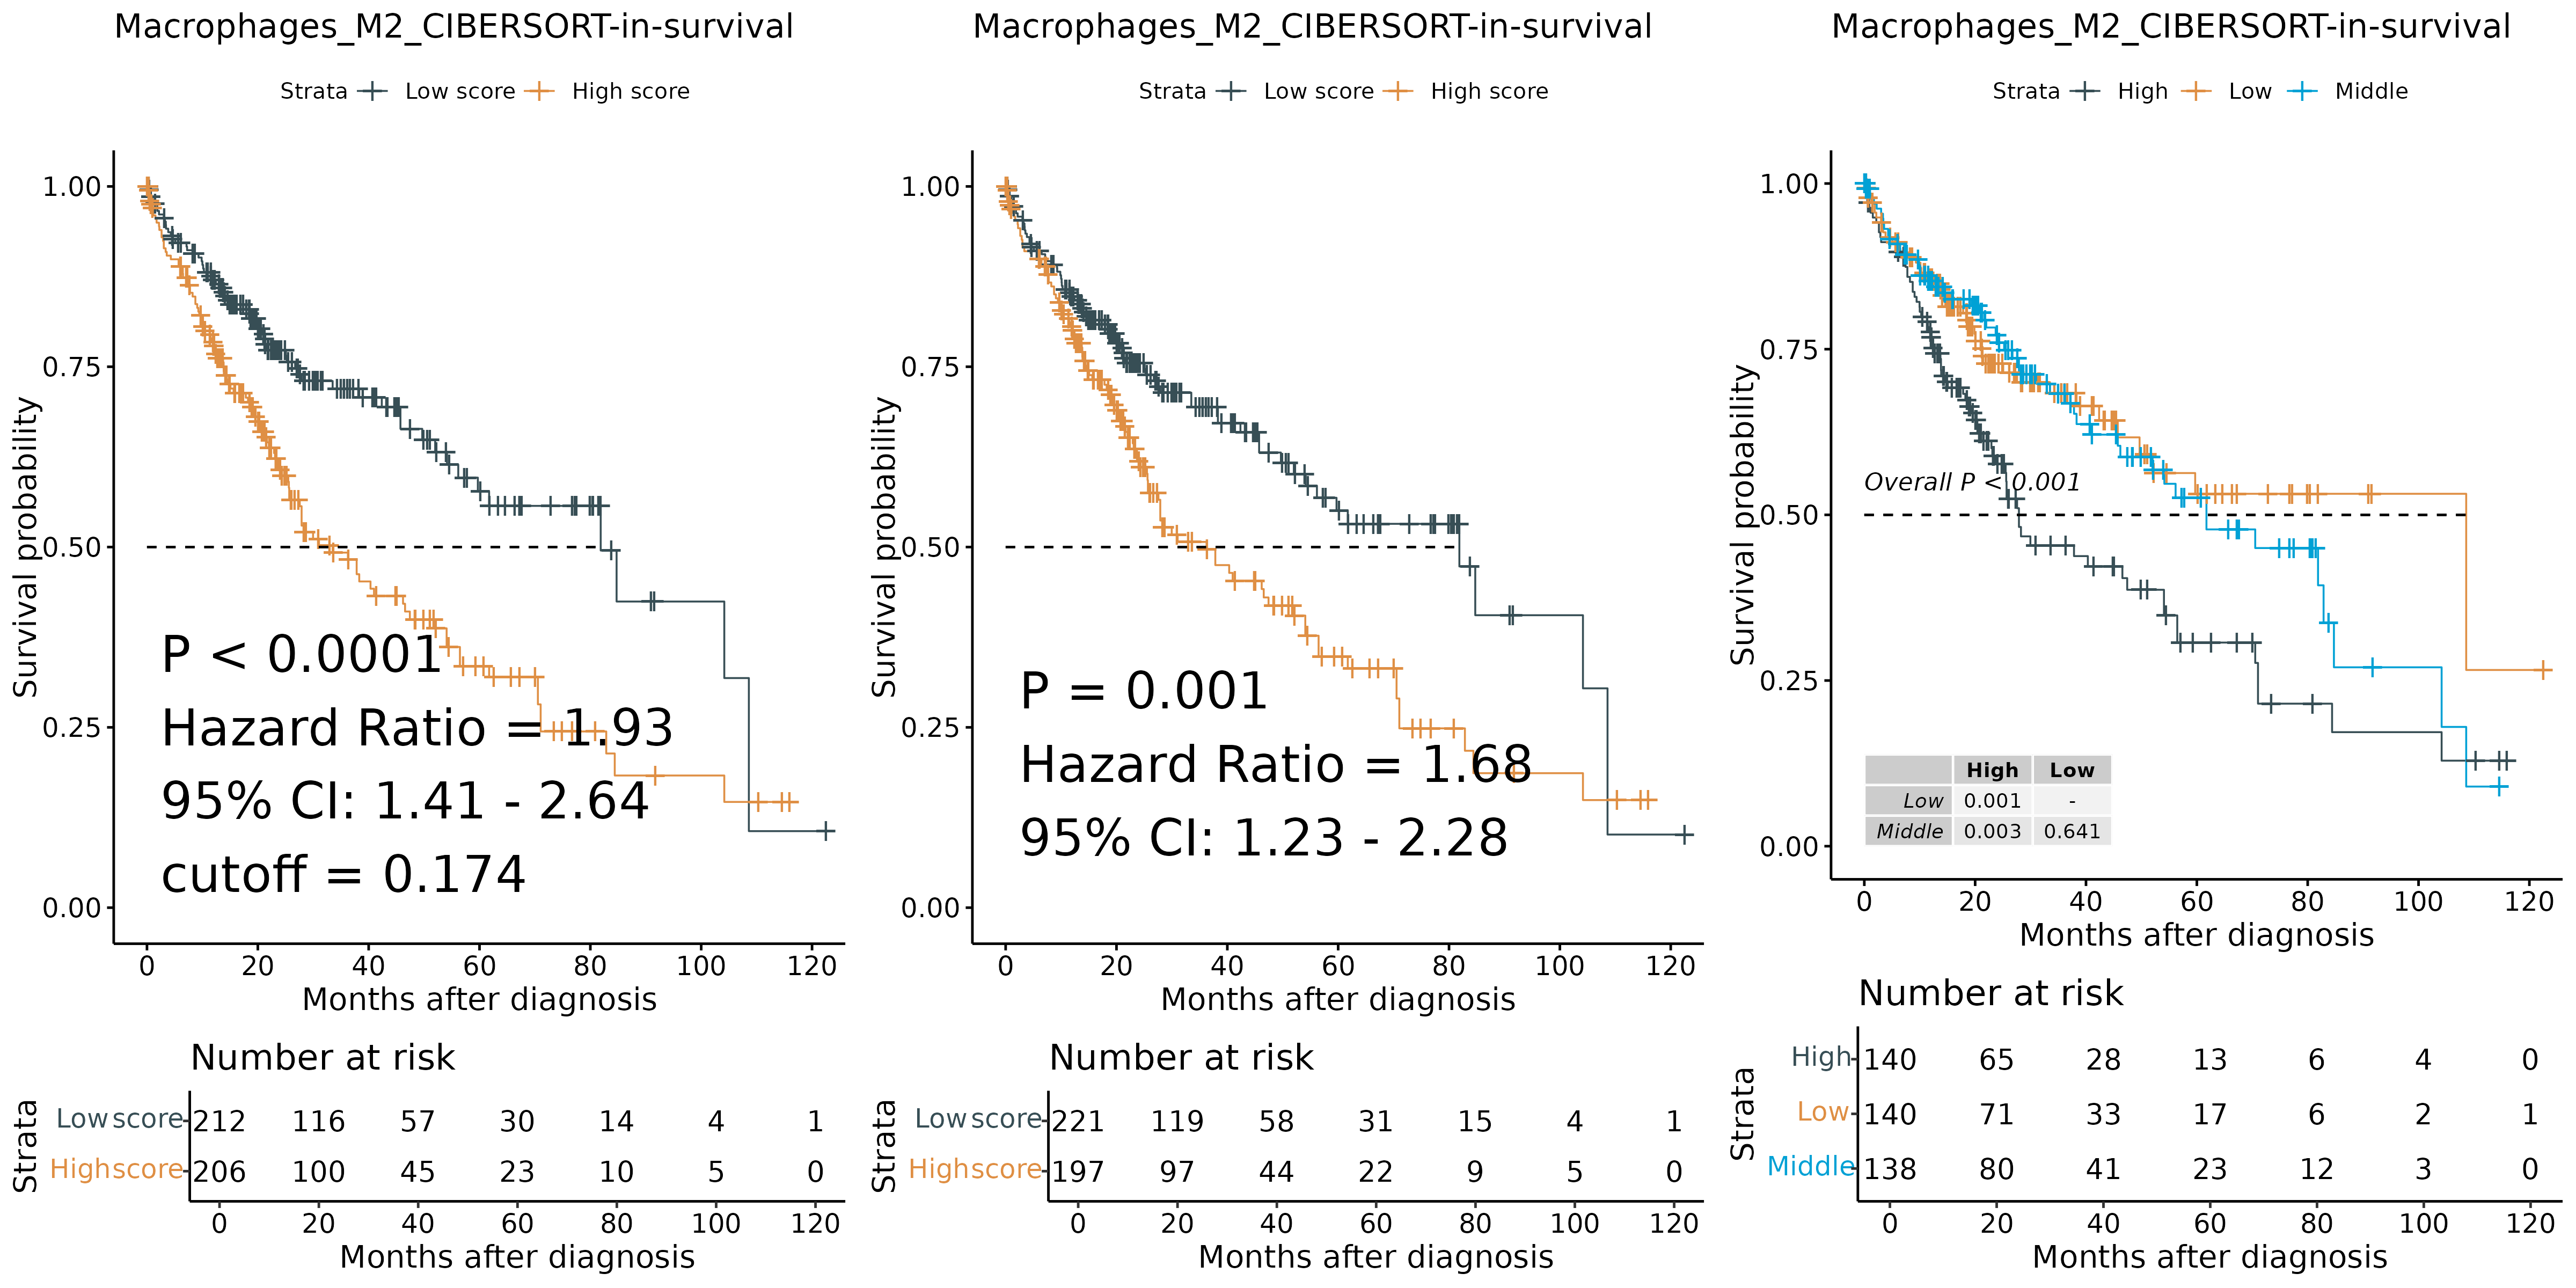 Macrophages_M2_CIBERSORT-in-survival
Strata Low score High score
Survival probability
1.00
0.75
0.50
0.25
0.00
P < 0.0001
Hazard Ratio = 1.93
95% CI: 1.41 - 2.64
cutoff = 0.174
0 20 40 60 80 100 120
Months after diagnosis
Number at risk
Strata
Low score 212 116 57 30 14 4 1
High score 206 100 45 23 10 5 0
0 20 40 60 80 100 120
Months after diagnosis
Macrophages_M2_CIBERSORT-in-survival
Strata Low score High score
Survival probability
1.00
0.75
0.50
0.25
0.00
P = 0.001
Hazard Ratio = 1.68
95% CI: 1.23 - 2.28
0 20 40 60 80 100 120
Months after diagnosis
Number at risk
Strata
Low score 221 119 58 31 15 4 1
High score 197 97 44 22 9 5 0
0 20 40 60 80 100 120
Months after diagnosis
Macrophages_M2_CIBERSORT-in-survival
Strata High Low Middle
Survival probability
1.00
0.75
0.50
0.25
0.00
Overall P < 0.001
High Low
Low 0.001 -
Middle 0.003 0.641
0 20 40 60 80 100 120
Months after diagnosis
Number at risk
Strata
High 140 65 28 13 6 4 0
Low 140 71 33 17 6 2 1
Middle 138 80 41 23 12 3 0
0 20 40 60 80 100 120
Months after diagnosis